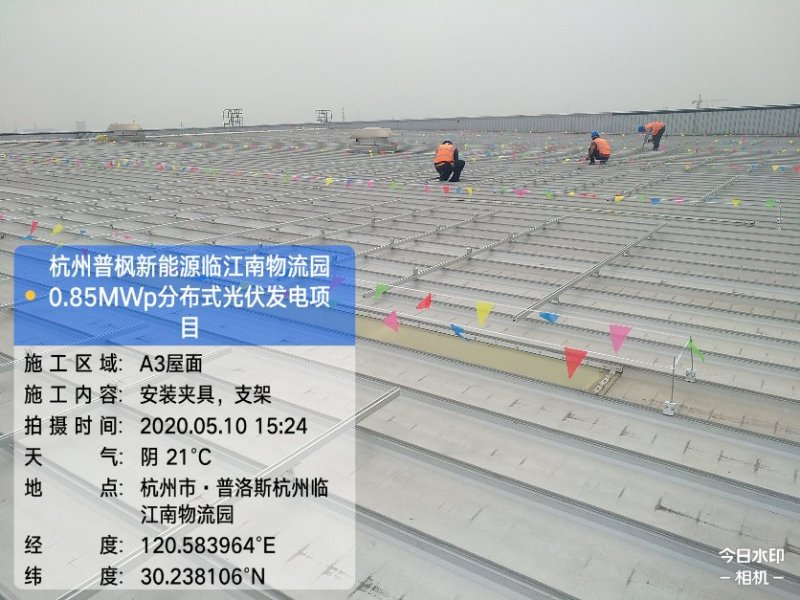 杭州普枫新能源临江南物流园
0.85MWp分布式光伏发电项
目
施工区域: A3屋面
施工内容: 安装夹具，支架
拍摄时间: 2020.05.10 15:24
天气: 阴 21°C
地点: 杭州市·普洛斯杭州临
江南物流园
经度: 120.583964°E
纬度: 30.238106°N
今日水印
－相机－